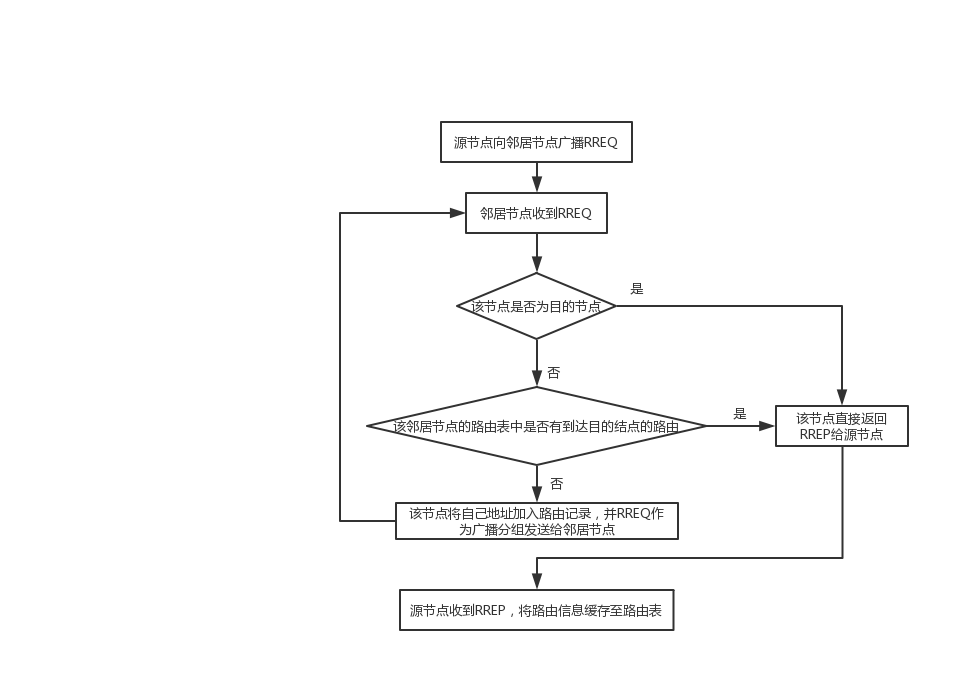 源节点向邻居节点广播RREQ
邻居节点收到RREQ
是
该节点是否为目的节点
否
是
该邻居节点的路由表中是否有到达目的结点的路由
该节点直接返回
RREP给源节点
否
该节点将自己地址加入路由记录，并RREQ作
为广播分组发送给邻居节点
源节点收到RREP，将路由信息缓存至路由表